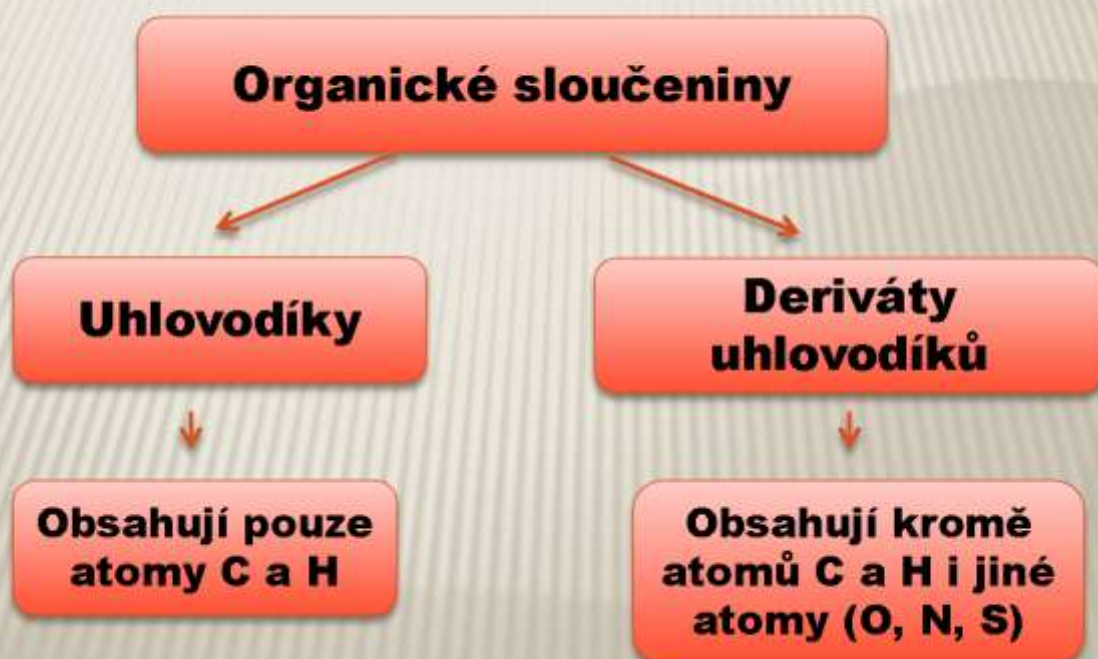 Organické sloučeniny
Uhlovodíky
Deriváty
uhlovodíků
Obsahují pouze
atomy C a H
Obsahují kromě
atomů C a H i jiné
atomy (O, N, S)